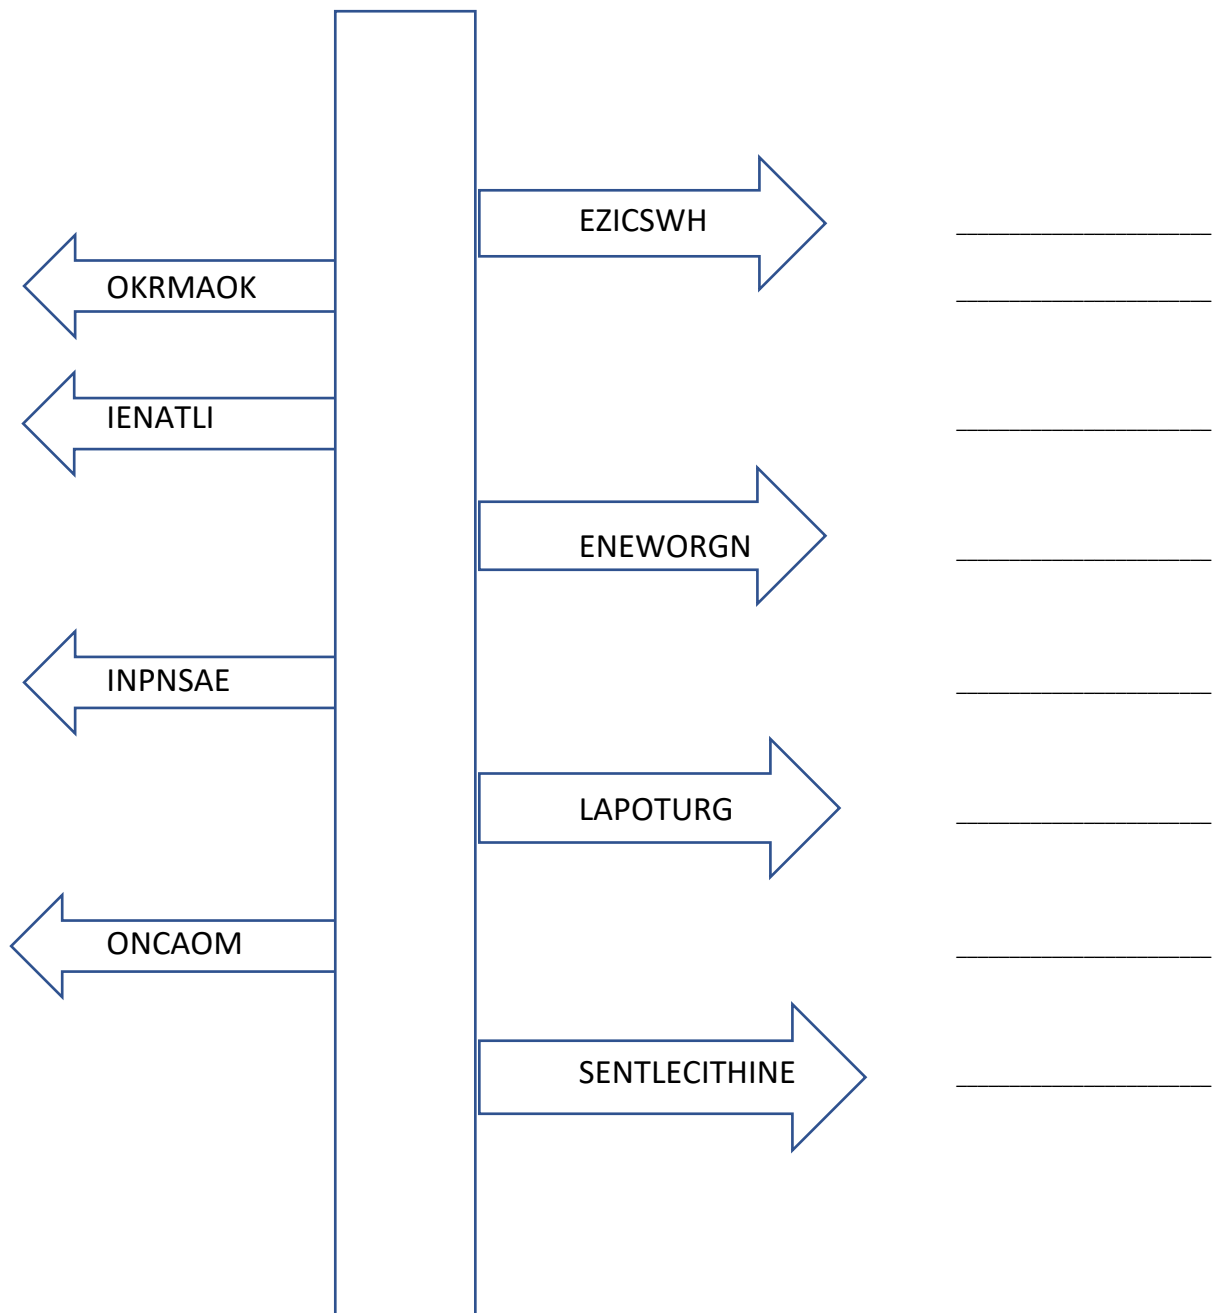 EZICSWH
OKRMAOK
IENATLI
ENEWORGN
INPNSAE
LAPOTURG
ONCAOM
SENTLECITHINE